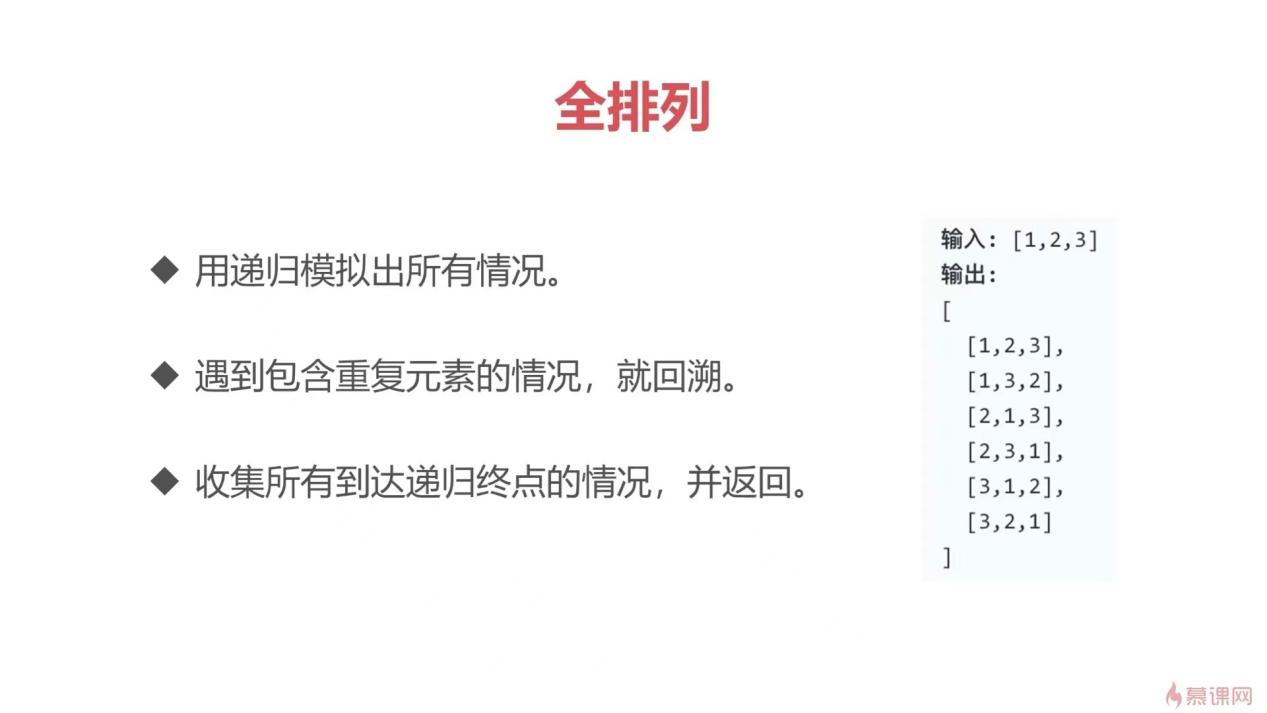 全排列
◆ 用递归模拟出所有情况。
◆ 遇到包含重复元素的情况，就回溯。
◆ 收集所有到达递归终点的情况，并返回。
输入: [1,2,3]
输出:
[
[1,2,3],
[1,3,2],
[2,1,3],
[2,3,1],
[3,1,2],
[3,2,1]
]
慕课网